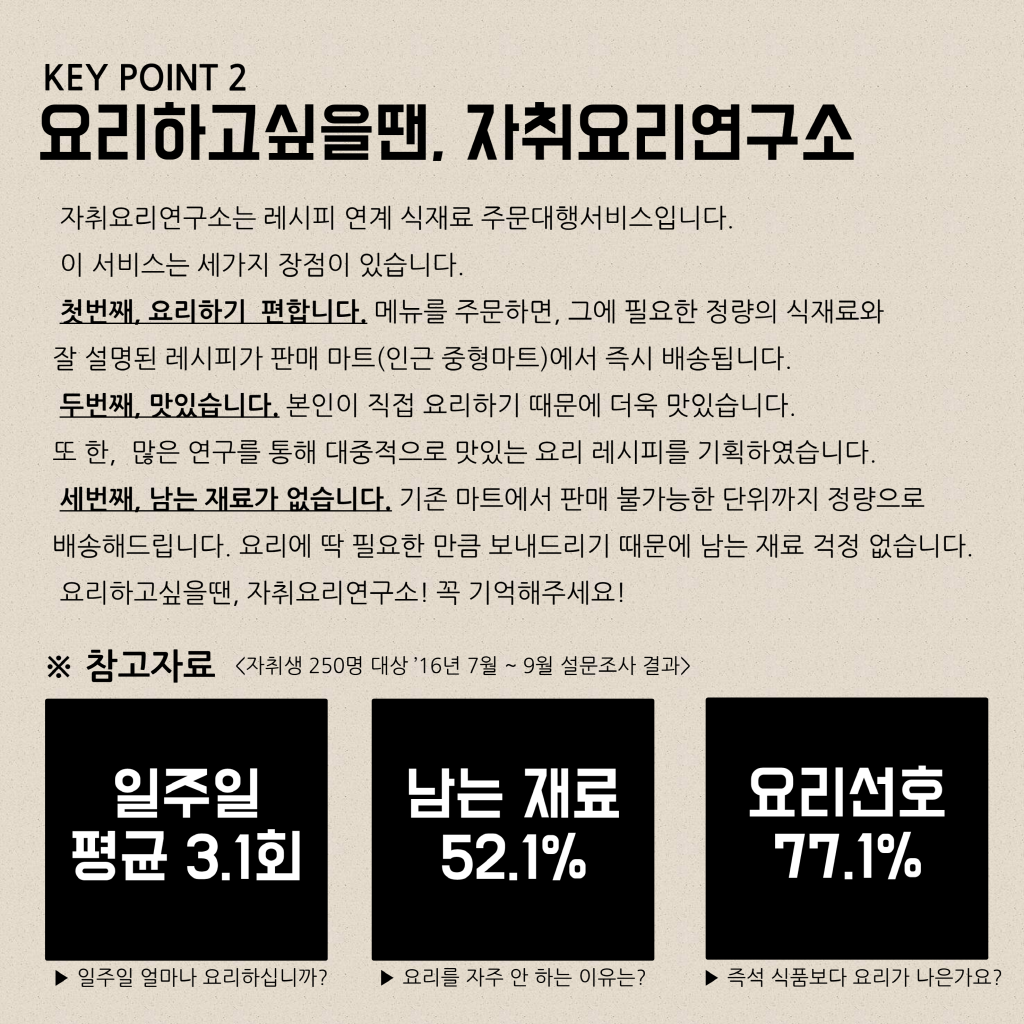 KEY POINT 2
요리하고싶을땐, 자취요리연구소
자취요리연구소는 레시피 연계 식재료 주문대행서비스입니다.
이 서비스는 세가지 장점이 있습니다.
첫번째, 요리하기 편합니다. 메뉴를 주문하면, 그에 필요한 정량의 식재료와
잘 설명된 레시피가 판매 마트(인근 중형마트)에서 즉시 배송됩니다.
두번째, 맛있습니다. 본인이 직접 요리하기 때문에 더욱 맛있습니다.
또 한, 많은 연구를 통해 대중적으로 맛있는 요리 레시피를 기획하였습니다.
세번째, 남는 재료가 없습니다. 기존 마트에서 판매 불가능한 단위까지 정량으로
배송해드립니다. 요리에 딱 필요한 만큼 보내드리기 때문에 남는 재료 걱정 없습니다.
요리하고싶을땐, 자취요리연구소! 꼭 기억해주세요!
※ 참고자료 <자취생 250명 대상 ’16년 7월 ~ 9월 설문조사 결과>
일주일
평균 3.1회
▶ 일주일 얼마나 요리하십니까?
남는 재료
52.1%
▶ 요리를 자주 안 하는 이유는?
요리선호
77.1%
▶ 즉석 식품보다 요리가 나은가요?